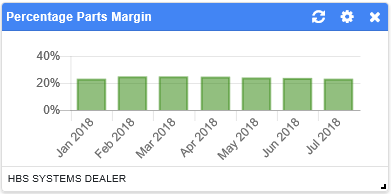 Percentage Parts Margin
40%
20%
0%
Jan 2018
Feb 2018
Mar 2018
Apr 2018
May 2018
Jun 2018
Jul 2018
HBS SYSTEMS DEALER